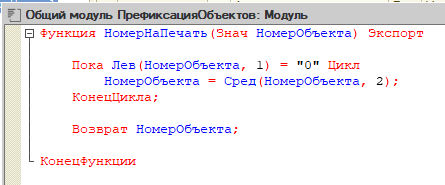 Общий модуль ПрефиксацияОбъектов: Модуль
Функция НомерНаПечать(Знач НомерОбъекта) Экспорт
Пока Лев(НомерОбъекта, 1) = "0" Цикл
НомерОбъекта = Сред(НомерОбъекта, 2);
КонецЦикла;
Возврат НомерОбъекта;
КонецФункции